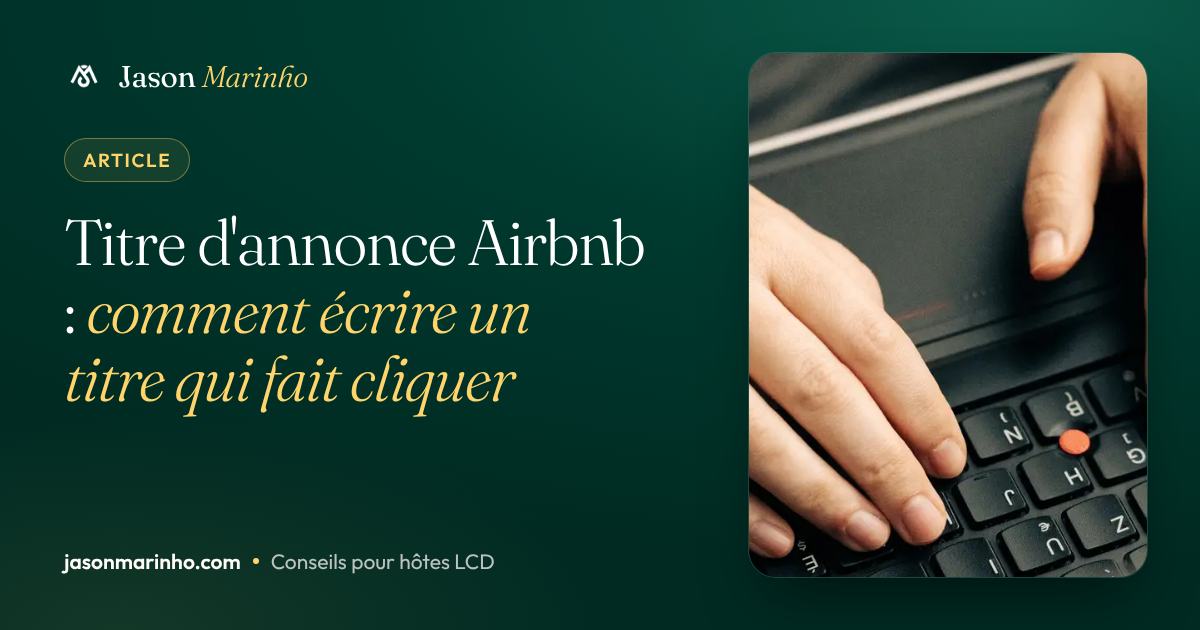 Jason Marinho
ARTICLE
Titre d'annonce Airbnb
: comment écrire un
titre qui fait cliquer
jasonmarinho.com • Conseils pour hôtes LCD
N
B
J
H
G
U
Z
I